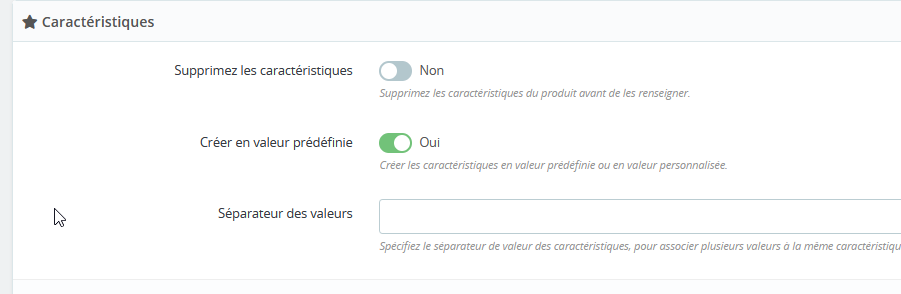 Caractéristiques
Supprimez les caractéristiques Non
Supprimez les caractéristiques du produit avant de les renseigner.
Créer en valeur prédéfinie Oui
Créer les caractéristiques en valeur prédéfinie ou en valeur personnalisée.
Séparateur des valeurs
Spécifiez le séparateur de valeur des caractéristiques, pour associer plusieurs valeurs à la même caractéristiqu